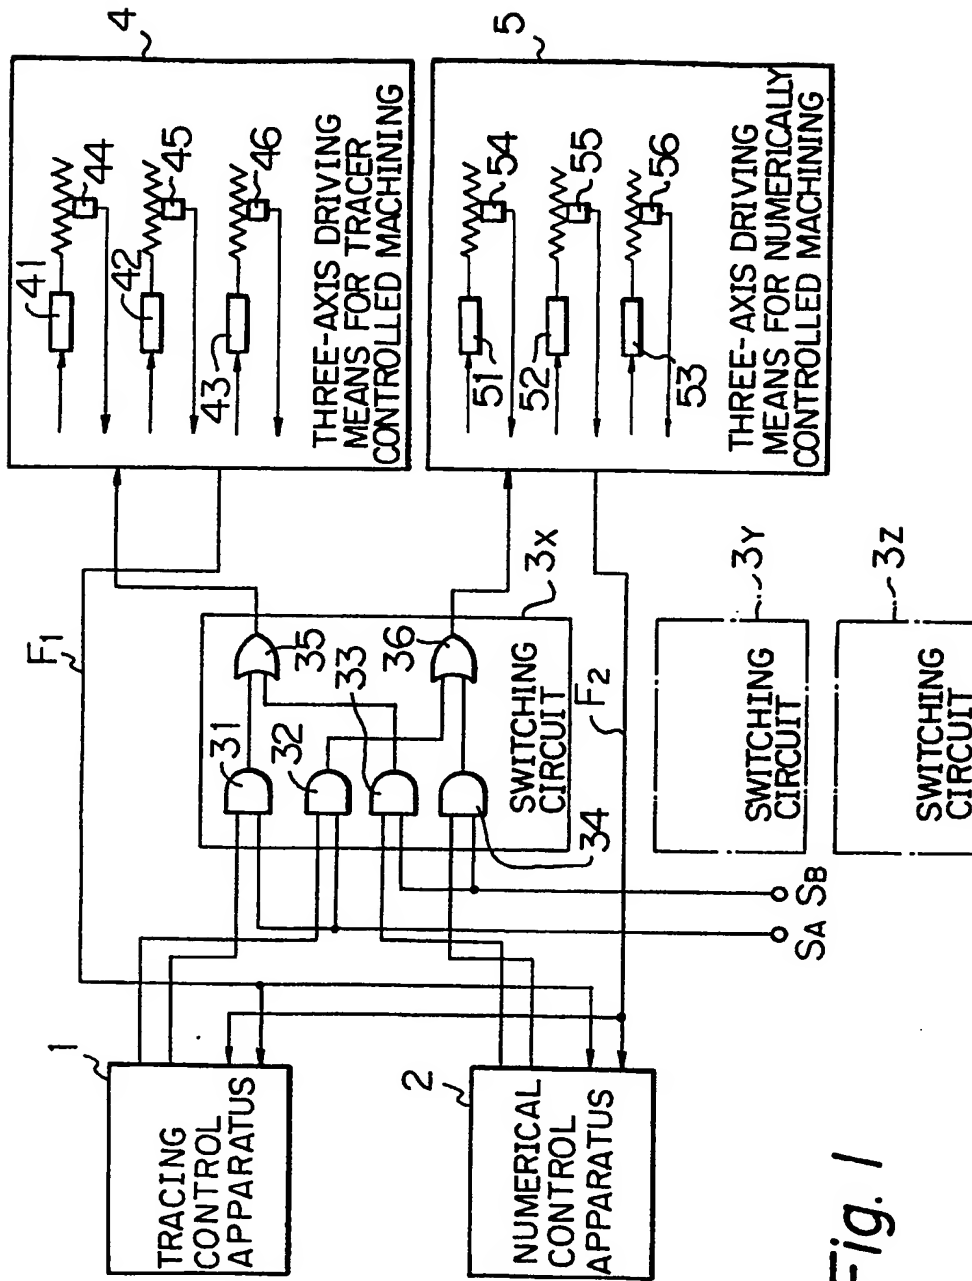 1
TRACING
CONTROL
APPARATUS
2
NUMERICAL
CONTROL
APPARATUS
F1
31
32
33
34
35
36
SWITCHING
CIRCUIT
3X
SA
SB
F2
SWITCHING
CIRCUIT
3Y
SWITCHING
CIRCUIT
3Z
4
41
42
43
44
45
46
THREE-AXIS DRIVING
MEANS FOR TRACER
CONTROLLED MACHINING
5
51
52
53
54
55
56
THREE-AXIS DRIVING
MEANS FOR NUMERICALLY
CONTROLLED MACHINING
Fig. 1